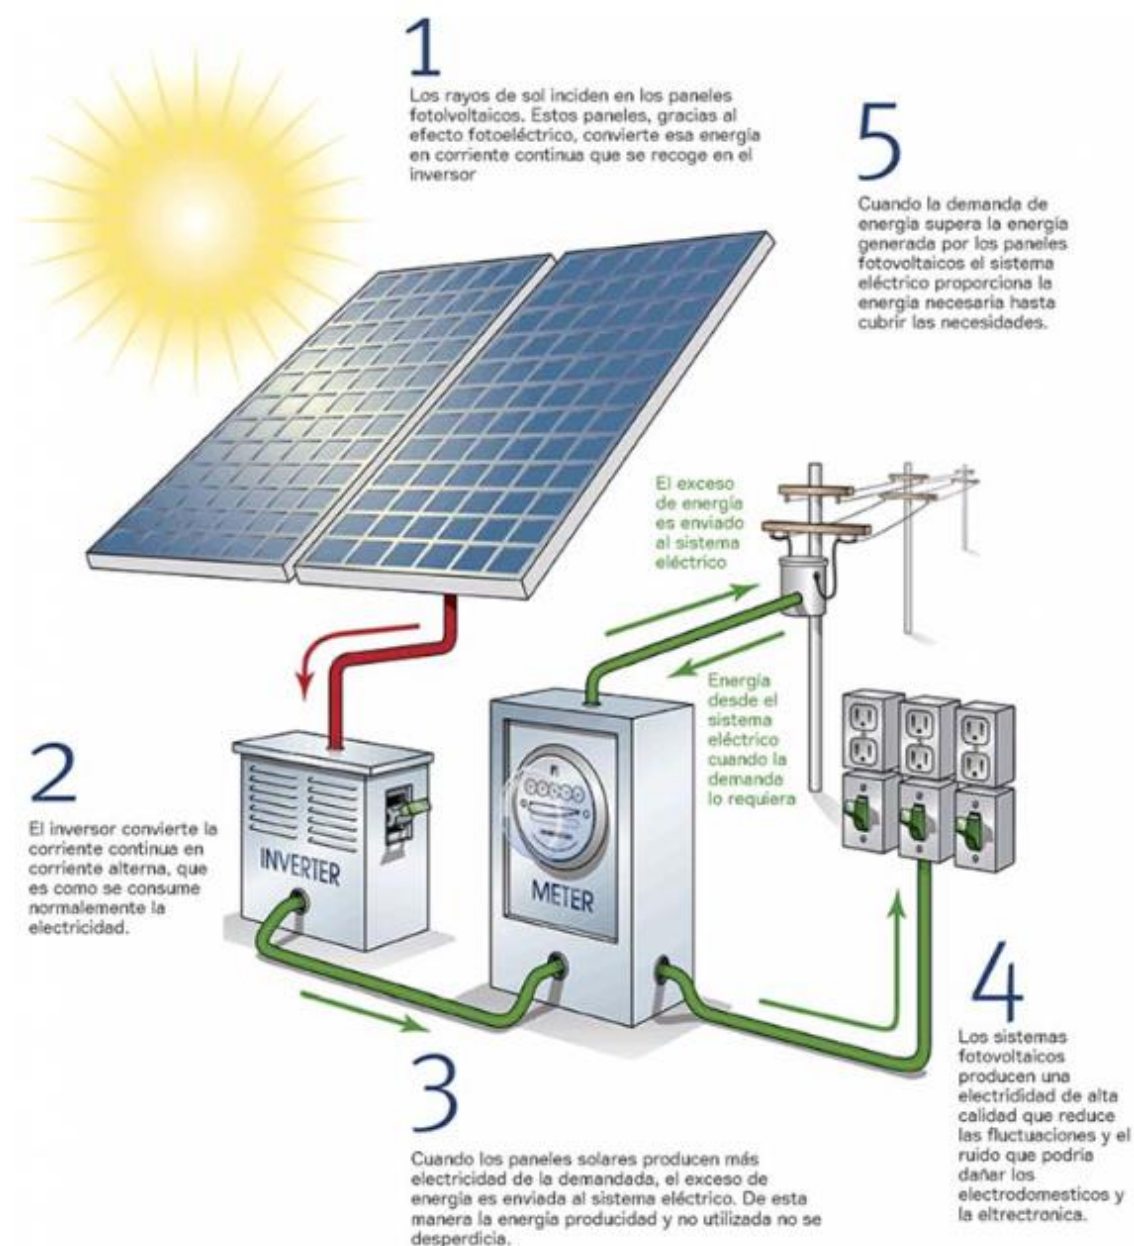 1
Los rayos de sol inciden en los paneles
fotolvoltaicos. Estos paneles, gracias al
efecto fotoeléctrico, convierte esa energía
en corriente continua que se recoge en el
inversor
5
Cuando la demanda de
energía supera la energía
generada por los paneles
fotovoltaicos el sistema
eléctrico proporciona la
energía necesaria hasta
cubrir las necesidades.
El exceso
de energía
es enviado
al sistema
eléctrico
Energía
desde el
sistema
eléctrico
cuando la
demanda
lo requiera
2
El inversor convierte la
corriente continua en
corriente alterna, que
es como se consume
normalemente la
electricidad.
INVERTER
METER
3
Cuando los paneles solares producen más
electricidad de la demandada, el exceso de
energía es enviada al sistema eléctrico. De esta
manera la energía producidad y no utilizada no se
desperdicia.
4
Los sistemas
fotovoltaicos
producen una
electrididad de alta
calidad que reduce
las fluctuaciones y el
ruido que podría
dañar los
electrodomesticos y
la eltrectronica.